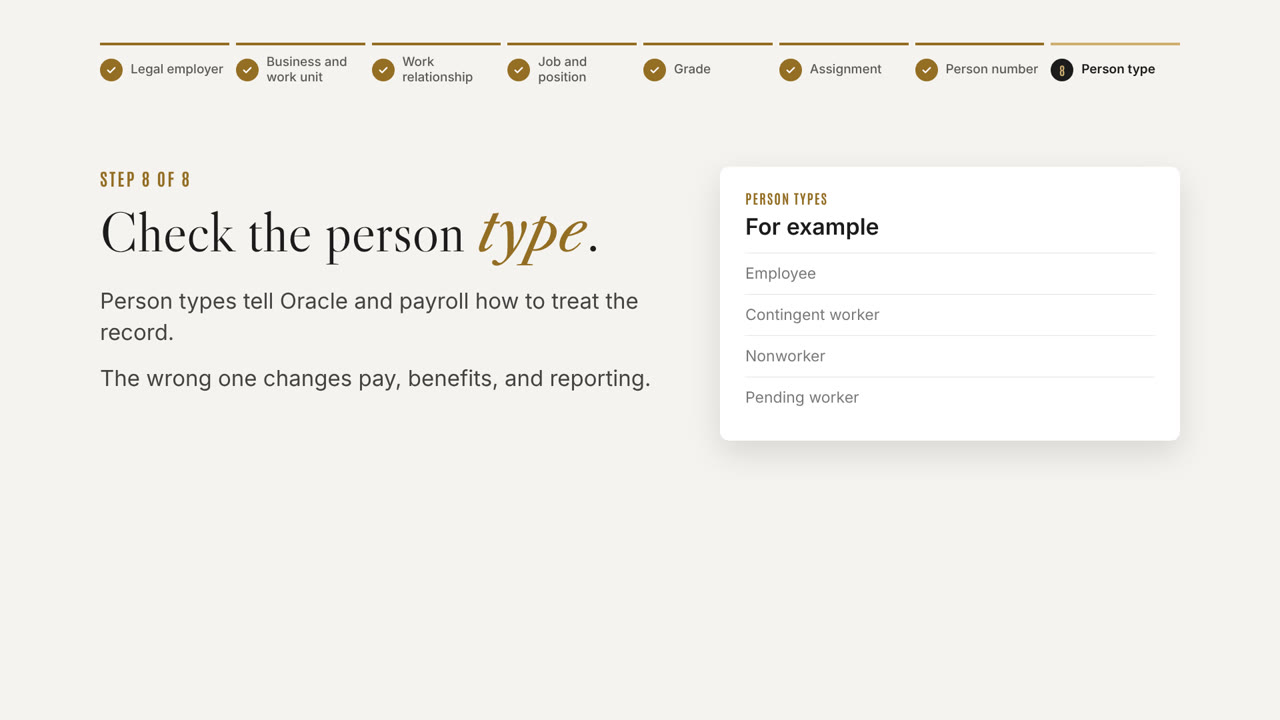 Legal employer
Business and
work unit
Work
relationship
Job and
position
Grade
Assignment
Person number
8
Person type
STEP 8 OF 8
Check the person type.
Person types tell Oracle and payroll how to treat the
record.
The wrong one changes pay, benefits, and reporting.
PERSON TYPES
For example
Employee
Contingent worker
Nonworker
Pending worker